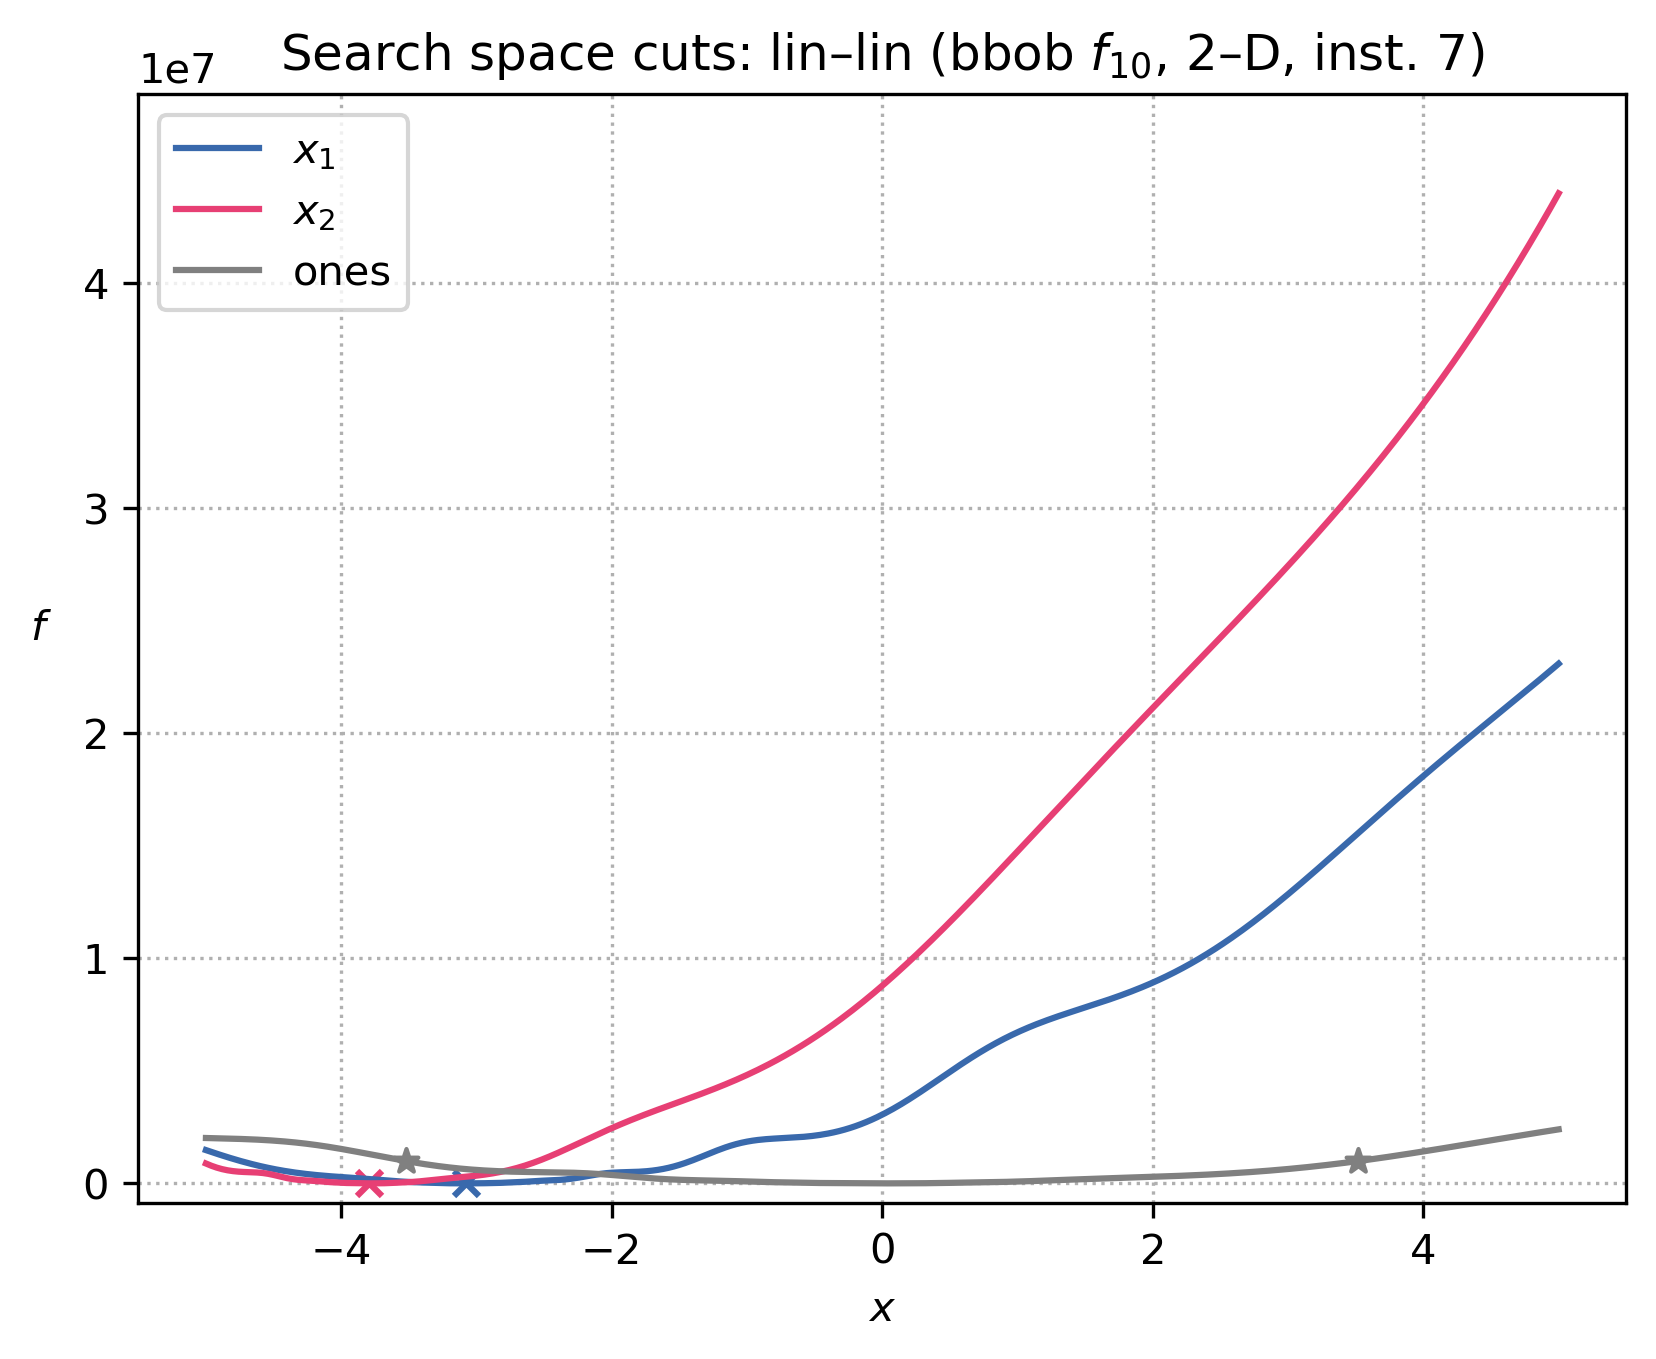 Search space cuts: lin–lin (bbob f₁₀, 2–D, inst. 7)
1e7
x₁
x₂
ones
4
3
2
1
0
f
−4 −2 0 2 4
x